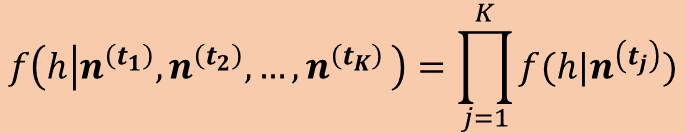 f(h|n^(t_1), n^(t_2), …, n^(t_K)) = ∏_{j=1}^{K} f(h|n^(t_j))